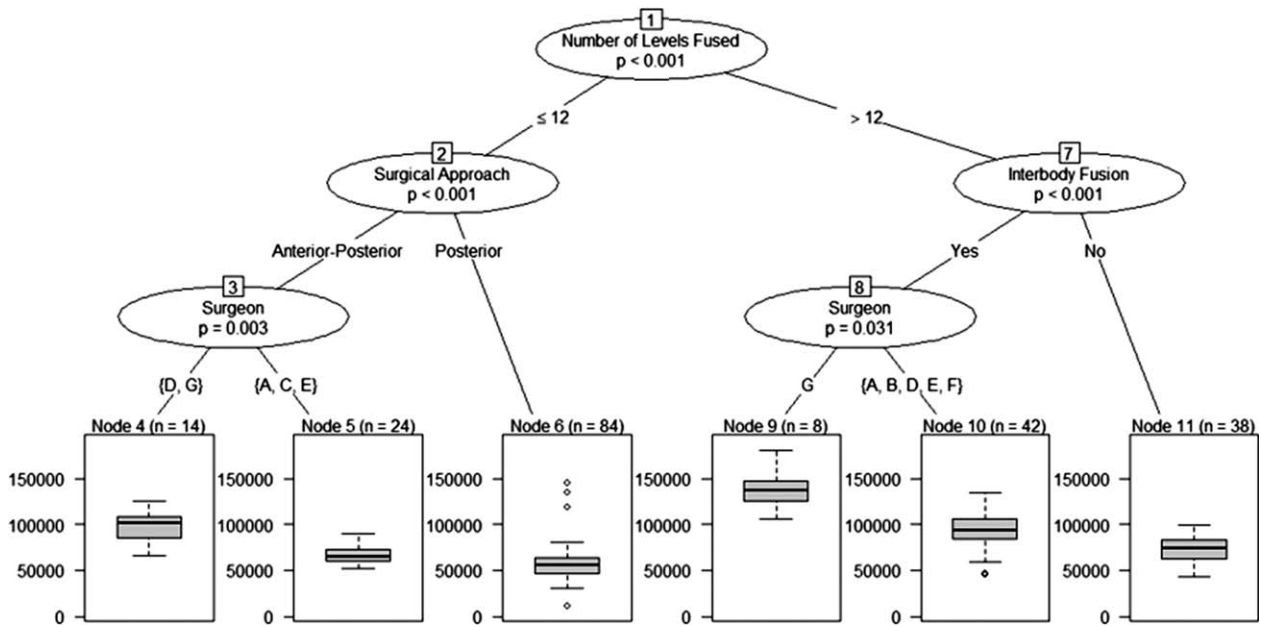 1
Number of Levels Fused
p < 0.001
≤ 12
> 12
2
Surgical Approach
p < 0.001
7
Interbody Fusion
p < 0.001
Anterior-Posterior
Posterior
Yes
No
3
Surgeon
p = 0.003
8
Surgeon
p = 0.031
{D, G}
{A, C, E}
G
{A, B, D, E, F}
Node 4 (n = 14)
150000
100000
50000
0
Node 5 (n = 24)
150000
100000
50000
0
Node 6 (n = 84)
150000
100000
50000
0
Node 9 (n = 8)
150000
100000
50000
0
Node 10 (n = 42)
150000
100000
50000
0
Node 11 (n = 38)
150000
100000
50000
0